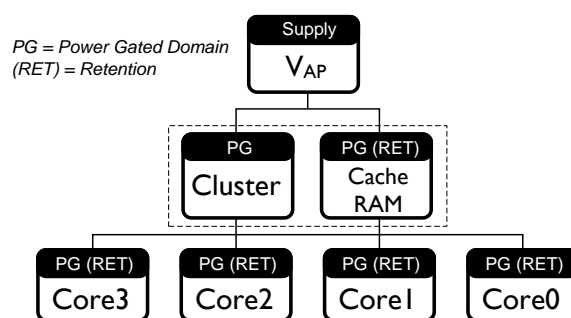 PG = Power Gated Domain
(RET) = Retention
Supply
VAP
PG
Cluster
PG (RET)
Cache
RAM
PG (RET)
Core3
PG (RET)
Core2
PG (RET)
Core1
PG (RET)
Core0